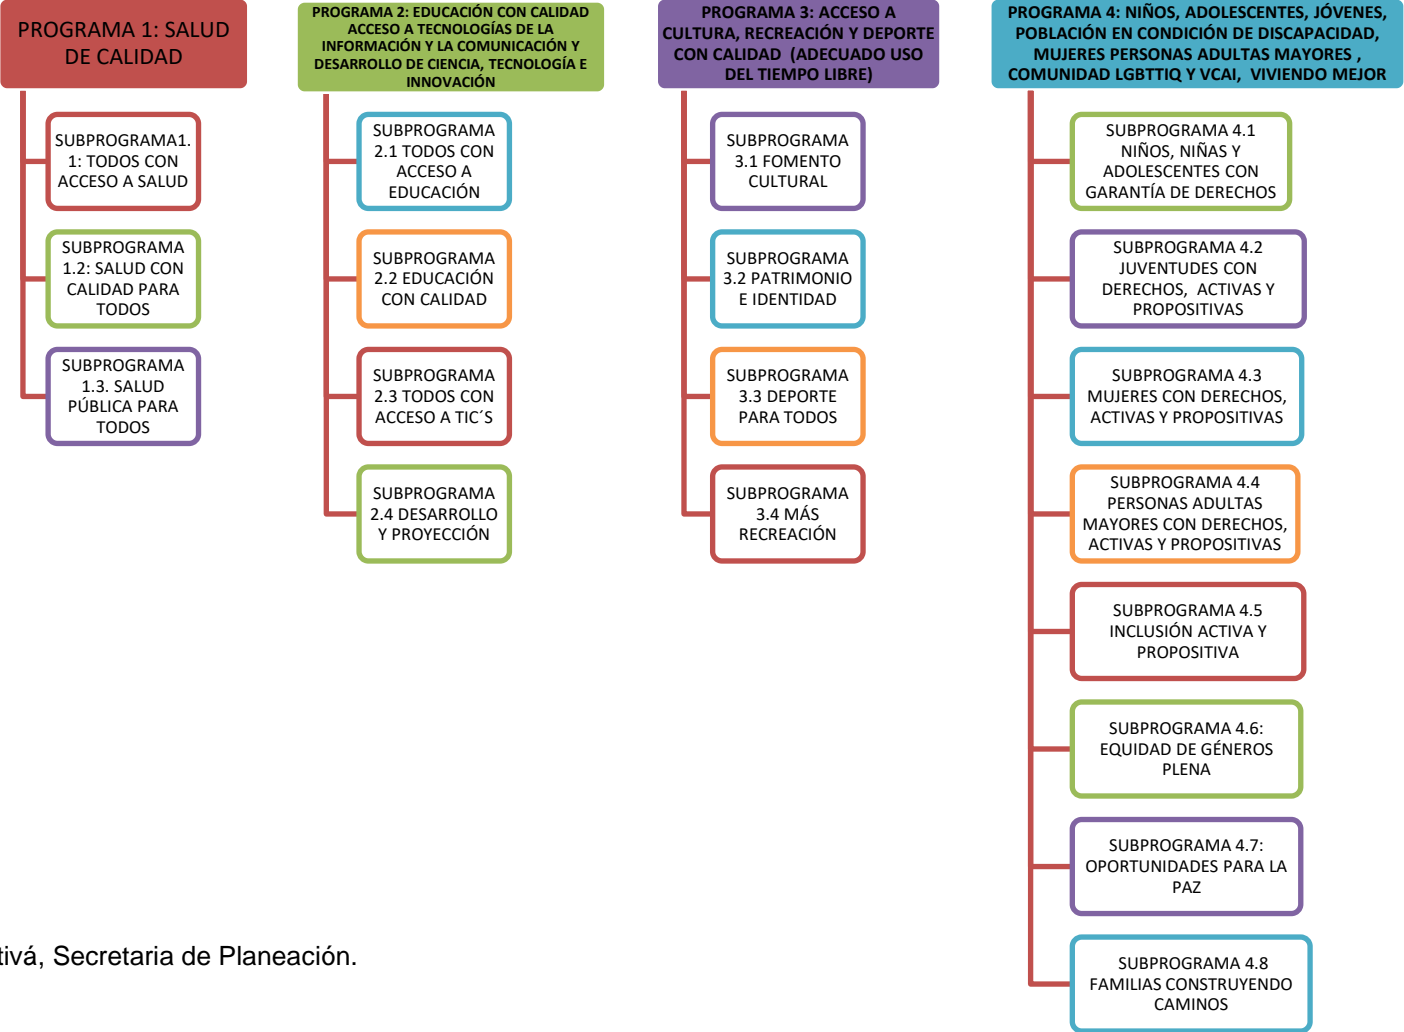 PROGRAMA 1: SALUD
DE CALIDAD
SUBPROGRAMA1.
1: TODOS CON
ACCESO A SALUD
SUBPROGRAMA
1.2: SALUD CON
CALIDAD PARA
TODOS
SUBPROGRAMA
1.3. SALUD
PÚBLICA PARA
TODOS
PROGRAMA 2: EDUCACIÓN CON CALIDAD
ACCESO A TECNOLOGÍAS DE LA
INFORMACIÓN Y LA COMUNICACIÓN Y
DESARROLLO DE CIENCIA, TECNOLOGÍA E
INNOVACIÓN
SUBPROGRAMA
2.1 TODOS CON
ACCESO A
EDUCACIÓN
SUBPROGRAMA
2.2 EDUCACIÓN
CON CALIDAD
SUBPROGRAMA
2.3 TODOS CON
ACCESO A TIC´S
SUBPROGRAMA
2.4 DESARROLLO
Y PROYECCIÓN
PROGRAMA 3: ACCESO A
CULTURA, RECREACIÓN Y DEPORTE
CON CALIDAD (ADECUADO USO
DEL TIEMPO LIBRE)
SUBPROGRAMA
3.1 FOMENTO
CULTURAL
SUBPROGRAMA
3.2 PATRIMONIO
E IDENTIDAD
SUBPROGRAMA
3.3 DEPORTE
PARA TODOS
SUBPROGRAMA
3.4 MÁS
RECREACIÓN
PROGRAMA 4: NIÑOS, ADOLESCENTES, JÓVENES,
POBLACIÓN EN CONDICIÓN DE DISCAPACIDAD,
MUJERES PERSONAS ADULTAS MAYORES ,
COMUNIDAD LGBTTIQ Y VCAI, VIVIENDO MEJOR
SUBPROGRAMA 4.1
NIÑOS, NIÑAS Y
ADOLESCENTES CON
GARANTÍA DE DERECHOS
SUBPROGRAMA 4.2
JUVENTUDES CON
DERECHOS, ACTIVAS Y
PROPOSITIVAS
SUBPROGRAMA 4.3
MUJERES CON DERECHOS,
ACTIVAS Y PROPOSITIVAS
SUBPROGRAMA 4.4
PERSONAS ADULTAS
MAYORES CON DERECHOS,
ACTIVAS Y PROPOSITIVAS
SUBPROGRAMA 4.5
INCLUSIÓN ACTIVA Y
PROPOSITIVA
SUBPROGRAMA 4.6:
EQUIDAD DE GÉNEROS
PLENA
SUBPROGRAMA 4.7:
OPORTUNIDADES PARA LA
PAZ
SUBPROGRAMA 4.8
FAMILIAS CONSTRUYENDO
CAMINOS
tivá, Secretaria de Planeación.